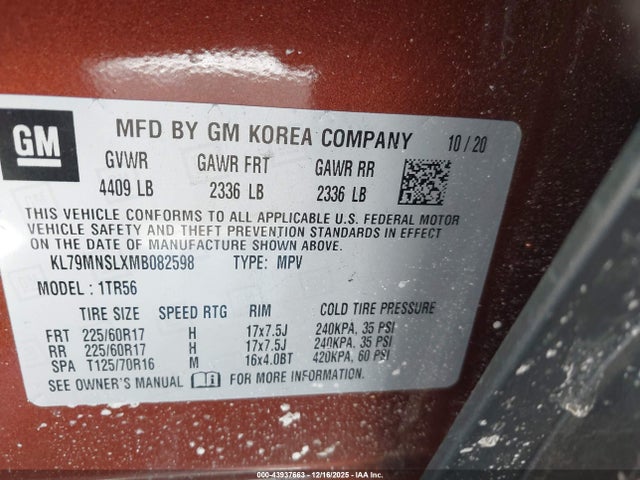 GM
MFD BY GM KOREA COMPANY 10/20
GVWR GAWR FRT GAWR RR
4409 LB 2336 LB 2336 LB
THIS VEHICLE CONFORMS TO ALL APPLICABLE U.S. FEDERAL MOTOR
VEHICLE SAFETY AND THEFT PREVENTION STANDARDS IN EFFECT
ON THE DATE OF MANUFACTURE SHOWN ABOVE.
KL79MNSLXMB082598 TYPE: MPV
MODEL : 1TR56
TIRE SIZE SPEED RTG RIM COLD TIRE PRESSURE
FRT 225/60R17 H 17x7.5J 240KPA, 35 PSI
RR 225/60R17 H 17x7.5J 240KPA, 35 PSI
SPA T125/70R16 M 16x4.0BT 420KPA, 60 PSI
SEE OWNER'S MANUAL FOR MORE INFORMATION
00-43937663 - 12/16/2025 - IAA Inc.